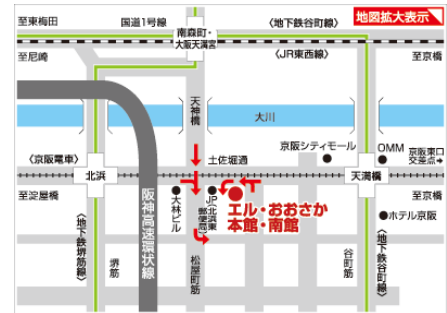 地図拡大表示
至東梅田
国道1号線
南森町・
大阪天満宮
〈地下鉄谷町線〉
〈JR東西線〉
至尼崎
至京橋
天神橋
大川
土佐堀通
京阪シティモール
OMM
京阪東口
交差点
〈京阪電車〉
北浜
天満橋
至淀屋橋
至京橋
大林ビル
JP北浜東
郵便局
エル・おおさか
本館・南館
ホテル京阪
阪神高速環状線
〈地下鉄堺筋線〉
堺筋
松屋町筋
谷町筋
〈地下鉄谷町線〉